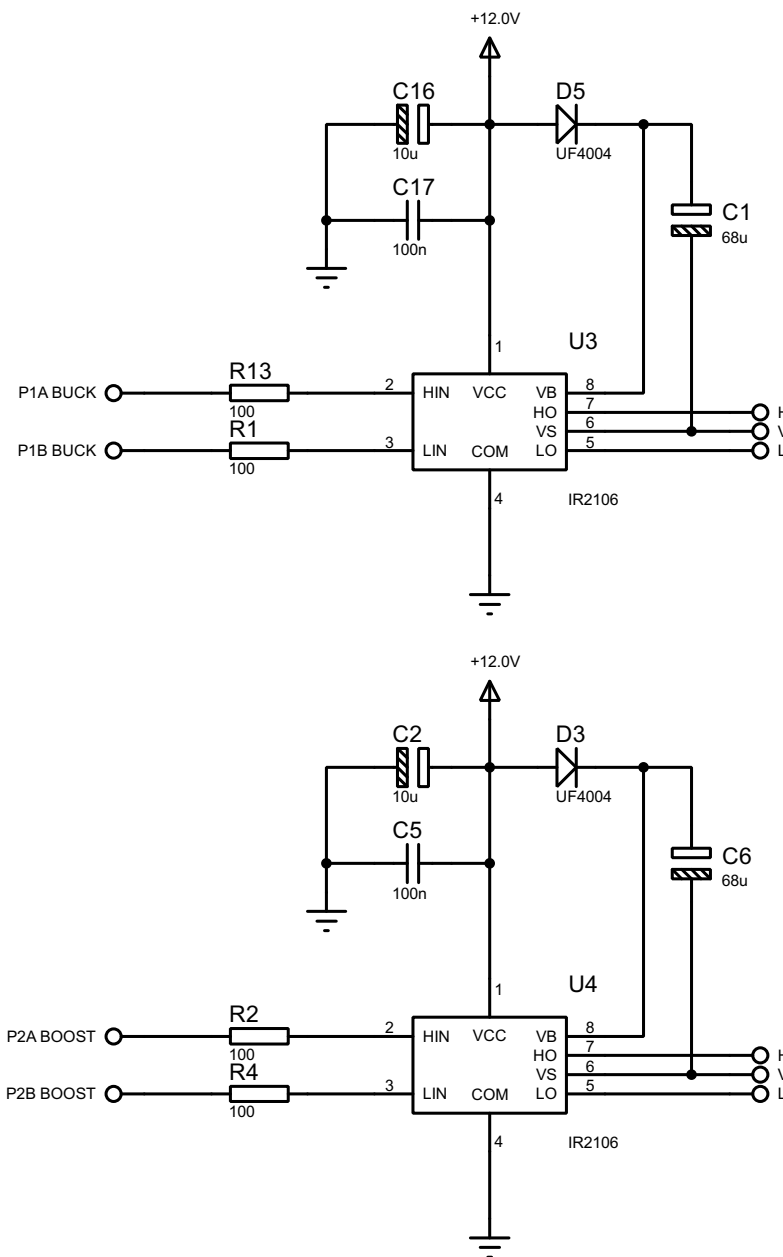 +12.0V
C16
10u
D5
UF4004
C17
100n
C1
68u
1
U3
P1A BUCK
R13
100
2
HIN
VCC
VB
8
HO
7
H
VS
6
V
P1B BUCK
R1
100
3
LIN
COM
LO
5
L
4
IR2106
+12.0V
C2
10u
D3
UF4004
C5
100n
C6
68u
1
U4
P2A BOOST
R2
100
2
HIN
VCC
VB
8
HO
7
H
VS
6
V
P2B BOOST
R4
100
3
LIN
COM
LO
5
L
4
IR2106